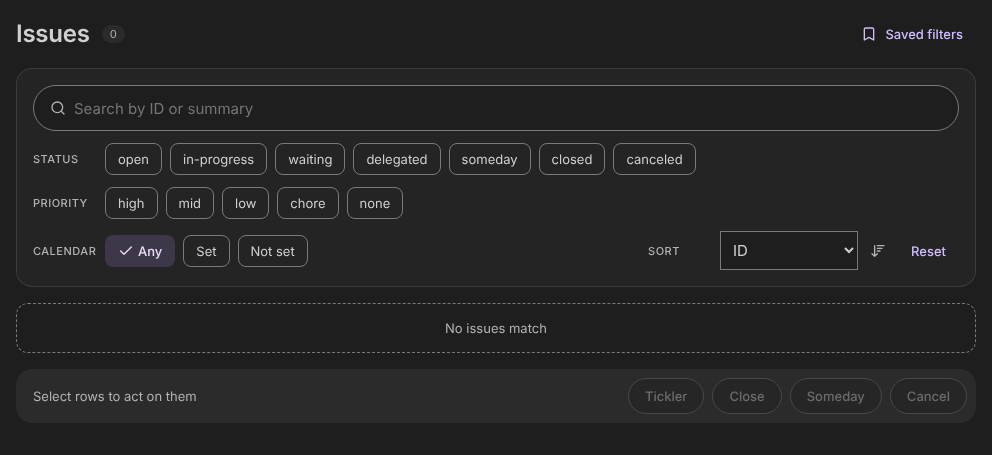 Issues 0 Saved filters
Search by ID or summary
STATUS open in-progress waiting delegated someday closed canceled
PRIORITY high mid low chore none
CALENDAR Any Set Not set SORT ID Reset
No issues match
Select rows to act on them Tickler Close Someday Cancel